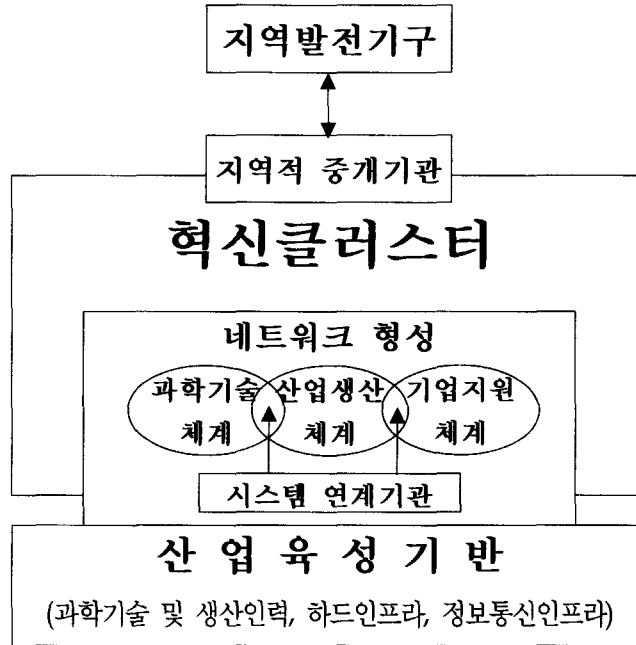 지역발전기구
지역적 중개기관
혁신클러스터
네트워크 형성
과학기술 산업생산 기업지원
체계 체계 체계
시스템 연계기관
산 업 육 성 기 반
(과학기술 및 생산인력, 하드인프라, 정보통신인프라)